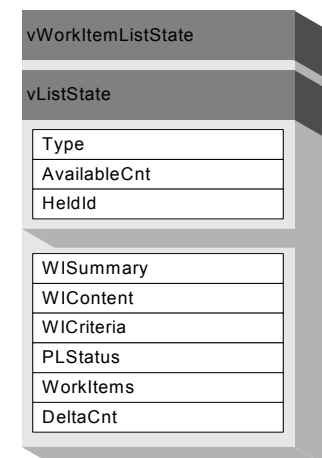 vWorkItemListState
vListState
Type
AvailableCnt
HeldId
WISummary
WIContent
WICriteria
PLStatus
WorkItems
DeltaCnt